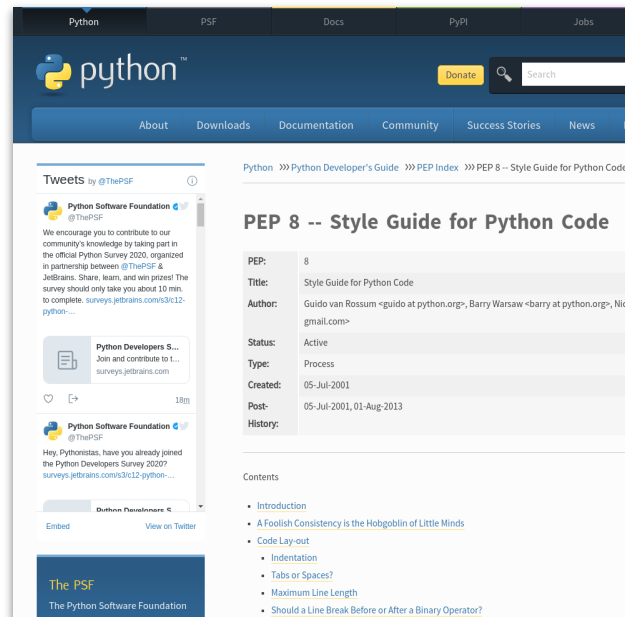 Python PSF Docs PyPI Jobs
python™
Donate Search
About Downloads Documentation Community Success Stories News
Tweets by @ThePSF
Python Software Foundation
@ThePSF
We encourage you to contribute to our
community's knowledge by taking part in
the official Python Survey 2020, organized
in partnership between @ThePSF &
JetBrains. Share, learn, and win prizes! The
survey should only take you about 10 min.
to complete. surveys.jetbrains.com/s3/c12-
python-…
Python Developers S...
Join and contribute to t...
surveys.jetbrains.com
18m
Python Software Foundation
@ThePSF
Hey, Pythonistas, have you already joined
the Python Developers Survey 2020?
surveys.jetbrains.com/s3/c12-python-…
Python Developers S...
Embed View on Twitter
The PSF
The Python Software Foundation
Python >>> Python Developer's Guide >>> PEP Index >>> PEP 8 -- Style Guide for Python Code
PEP 8 -- Style Guide for Python Code
PEP: 8
Title: Style Guide for Python Code
Author: Guido van Rossum <guido at python.org>, Barry Warsaw <barry at python.org>,
gmail.com>
Status: Active
Type: Process
Created: 05-Jul-2001
Post- 05-Jul-2001, 01-Aug-2013
History:
Contents
Introduction
A Foolish Consistency is the Hobgoblin of Little Minds
Code Lay-out
Indentation
Tabs or Spaces?
Maximum Line Length
Should a Line Break Before or After a Binary Operator?